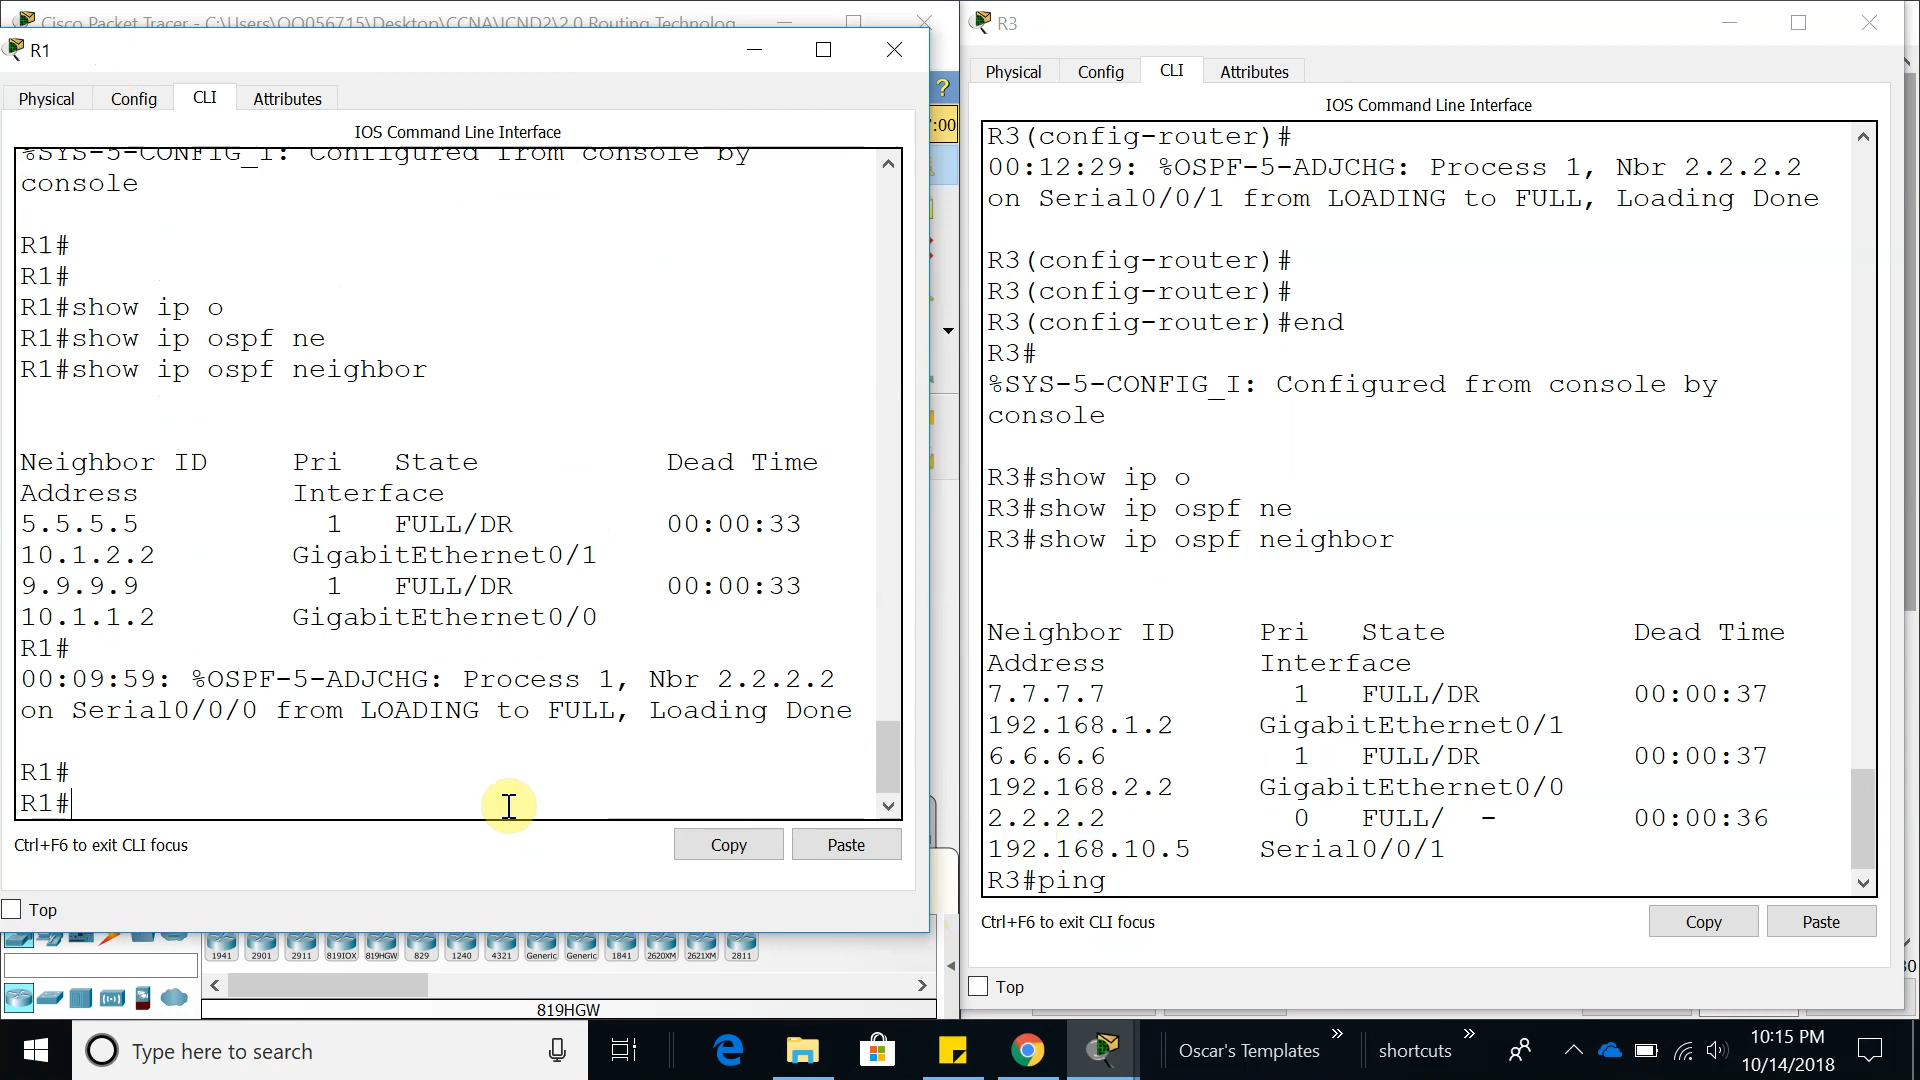 Cisco Packet Tracer - C:\Users\OO056715\Desktop\CCNA\ICND2\2.0 Routing Technolog
R1
Physical
Config
CLI
Attributes
IOS Command Line Interface
%SYS-5-CONFIG_I: Configured from console by
console
R1#
R1#
R1#show ip o
R1#show ip ospf ne
R1#show ip ospf neighbor
Neighbor ID Pri State Dead Time
Address Interface
5.5.5.5 1 FULL/DR 00:00:33
10.1.2.2 GigabitEthernet0/1
9.9.9.9 1 FULL/DR 00:00:33
10.1.1.2 GigabitEthernet0/0
R1#
00:09:59: %OSPF-5-ADJCHG: Process 1, Nbr 2.2.2.2
on Serial0/0/0 from LOADING to FULL, Loading Done
R1#
R1#
Ctrl+F6 to exit CLI focus
Copy
Paste
Top
?
:00
1941 2901 2911 819IOX 819HGW 829 1240 4321 Generic Generic 1841 2620XM 2621XM 2811
819HGW
R3
Physical
Config
CLI
Attributes
IOS Command Line Interface
R3(config-router)#
00:12:29: %OSPF-5-ADJCHG: Process 1, Nbr 2.2.2.2
on Serial0/0/1 from LOADING to FULL, Loading Done
R3(config-router)#
R3(config-router)#
R3(config-router)#end
R3#
%SYS-5-CONFIG_I: Configured from console by
console
R3#show ip o
R3#show ip ospf ne
R3#show ip ospf neighbor
Neighbor ID Pri State Dead Time
Address Interface
7.7.7.7 1 FULL/DR 00:00:37
192.168.1.2 GigabitEthernet0/1
6.6.6.6 1 FULL/DR 00:00:37
192.168.2.2 GigabitEthernet0/0
2.2.2.2 0 FULL/ - 00:00:36
192.168.10.5 Serial0/0/1
R3#ping
Ctrl+F6 to exit CLI focus
Copy
Paste
Top
Type here to search
Oscar's Templates
»
shortcuts
»
10:15 PM
10/14/2018